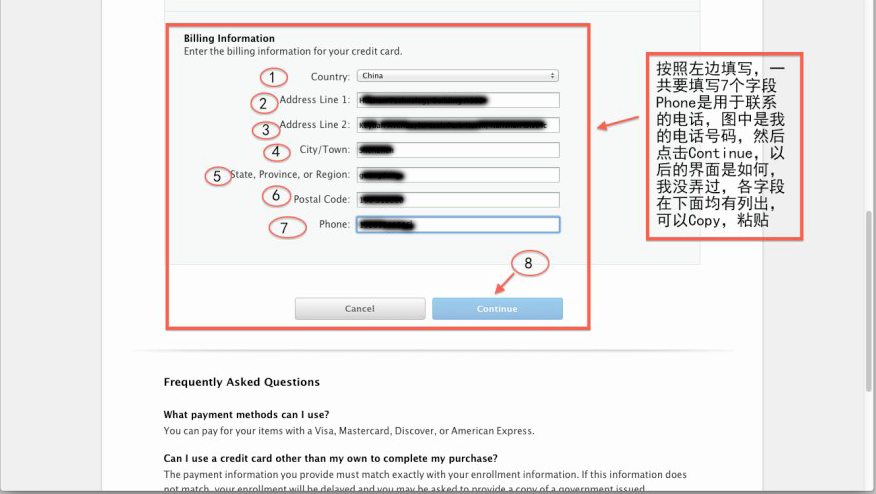 Billing Information
Enter the billing information for your credit card.
1 Country: China
2 Address Line 1:
3 Address Line 2:
4 City/Town:
5 State, Province, or Region:
6 Postal Code:
7 Phone:
8
Cancel Continue
按照左边填写，一
共要填写7个字段
Phone是用于联系
的电话，图中是我
的电话号码，然后
点击Continue，以
后的界面是如何，
我没弄过，各字段
在下面均有列出，
可以Copy，粘贴
Frequently Asked Questions
What payment methods can I use?
You can pay for your items with a Visa, Mastercard, Discover, or American Express.
Can I use a credit card other than my own to complete my purchase?
The payment information you provide must match exactly with your enrollment information. If this information does
not match, your enrollment will be delayed and you may be asked to provide a copy of a government issued